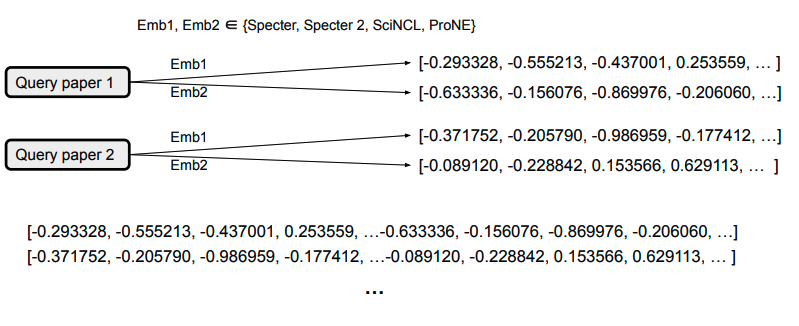 Emb1, Emb2 ∈ {Specter, Specter 2, SciNCL, ProNE}
Emb1
[-0.293328, -0.555213, -0.437001, 0.253559, … ]
Query paper 1
Emb2
[-0.633336, -0.156076, -0.869976, -0.206060, …]
Emb1
[-0.371752, -0.205790, -0.986959, -0.177412, …]
Query paper 2
Emb2
[-0.089120, -0.228842, 0.153566, 0.629113, … ]
[-0.293328, -0.555213, -0.437001, 0.253559, …-0.633336, -0.156076, -0.869976, -0.206060, …]
[-0.371752, -0.205790, -0.986959, -0.177412, …-0.089120, -0.228842, 0.153566, 0.629113, … ]
…